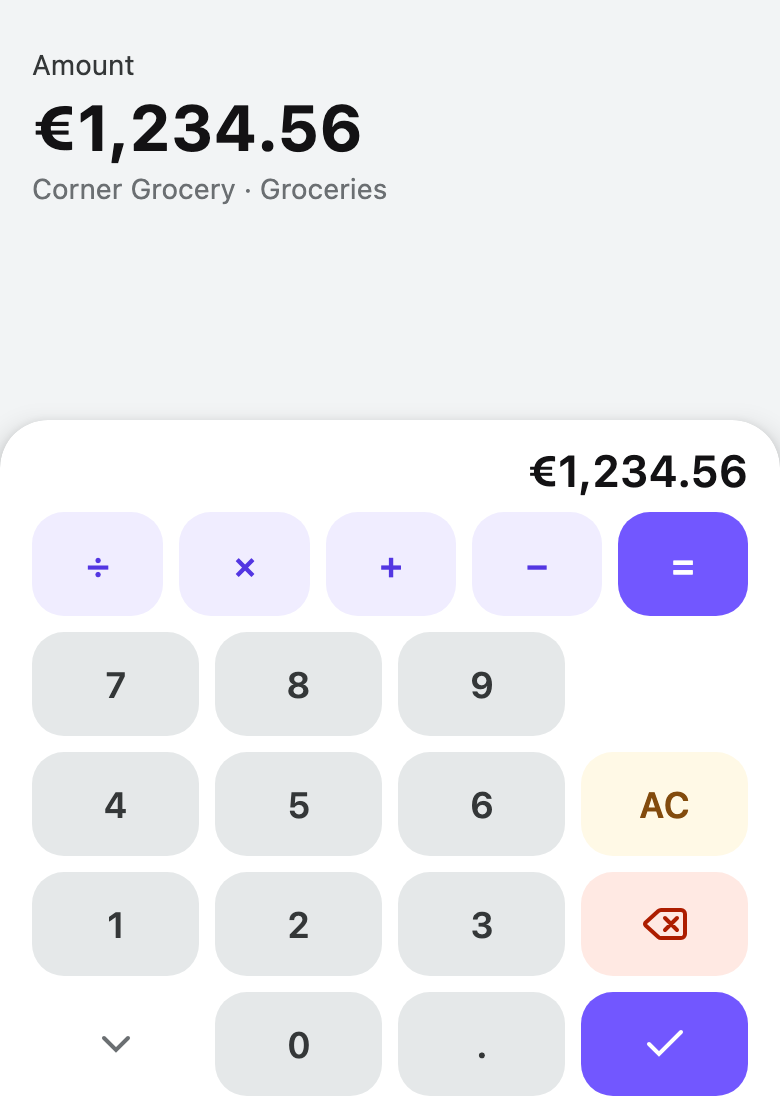 Amount
€1,234.56
Corner Grocery · Groceries
€1,234.56
÷ × + − =
7 8 9
4 5 6 AC
1 2 3
0 .